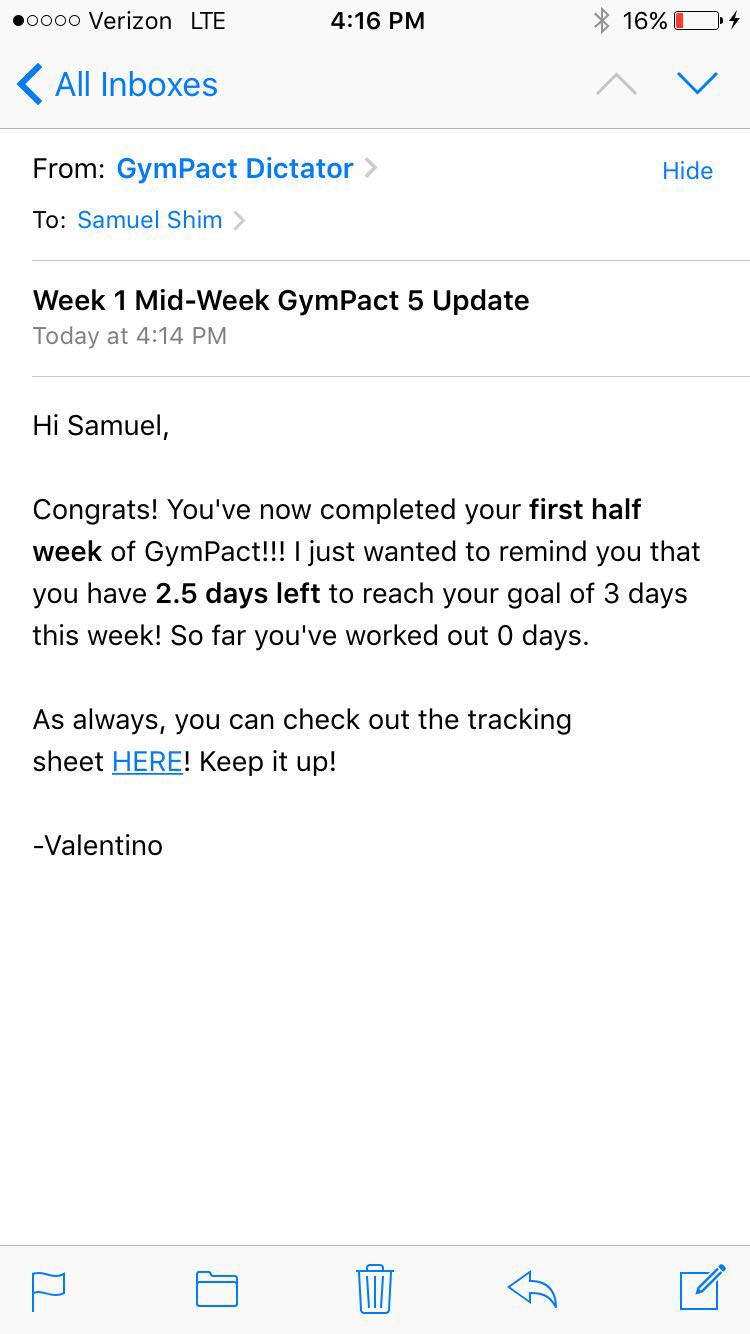 Verizon LTE 4:16 PM 16%
All Inboxes
From: GymPact Dictator Hide
To: Samuel Shim
Week 1 Mid-Week GymPact 5 Update
Today at 4:14 PM
Hi Samuel,
Congrats! You've now completed your first half
week of GymPact!!! I just wanted to remind you that
you have 2.5 days left to reach your goal of 3 days
this week! So far you've worked out 0 days.
As always, you can check out the tracking
sheet HERE! Keep it up!
-Valentino